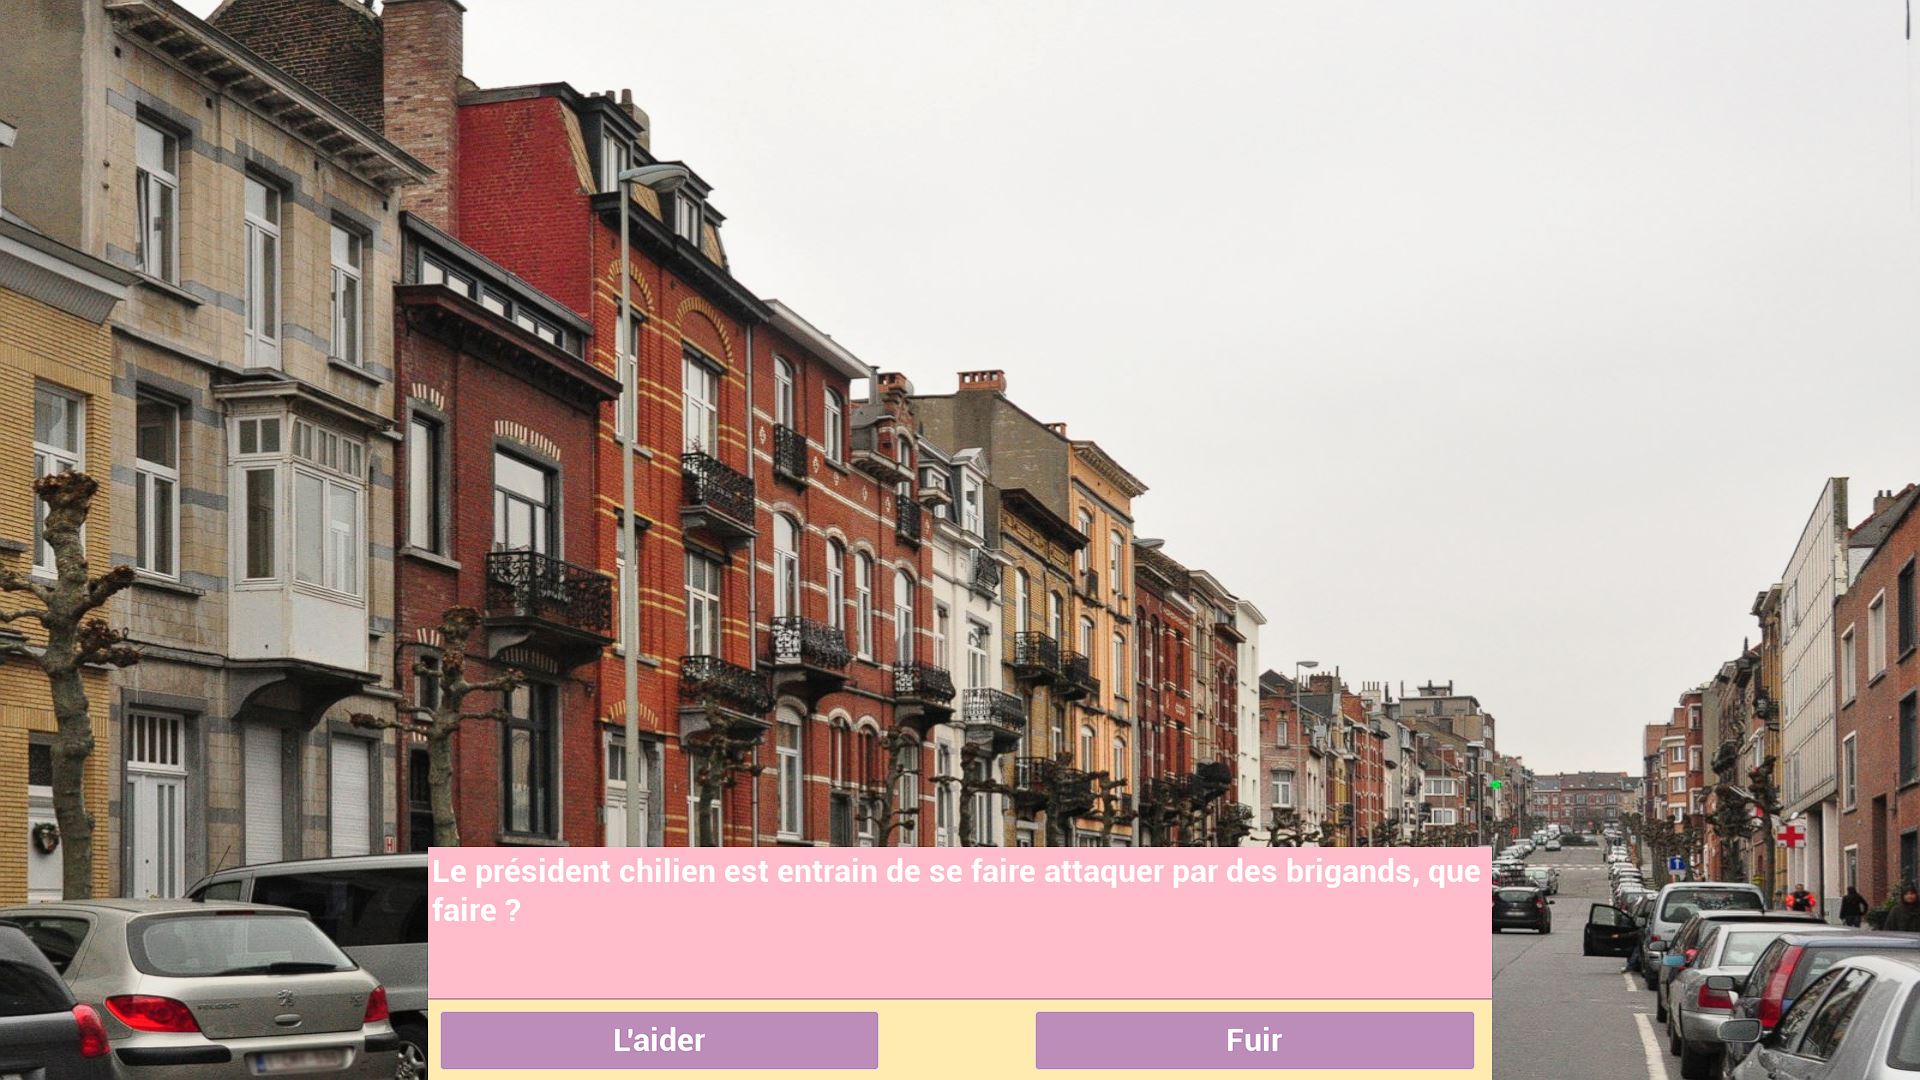 Le président chilien est entrain de se faire attaquer par des brigands, que
faire ?
L'aider
Fuir